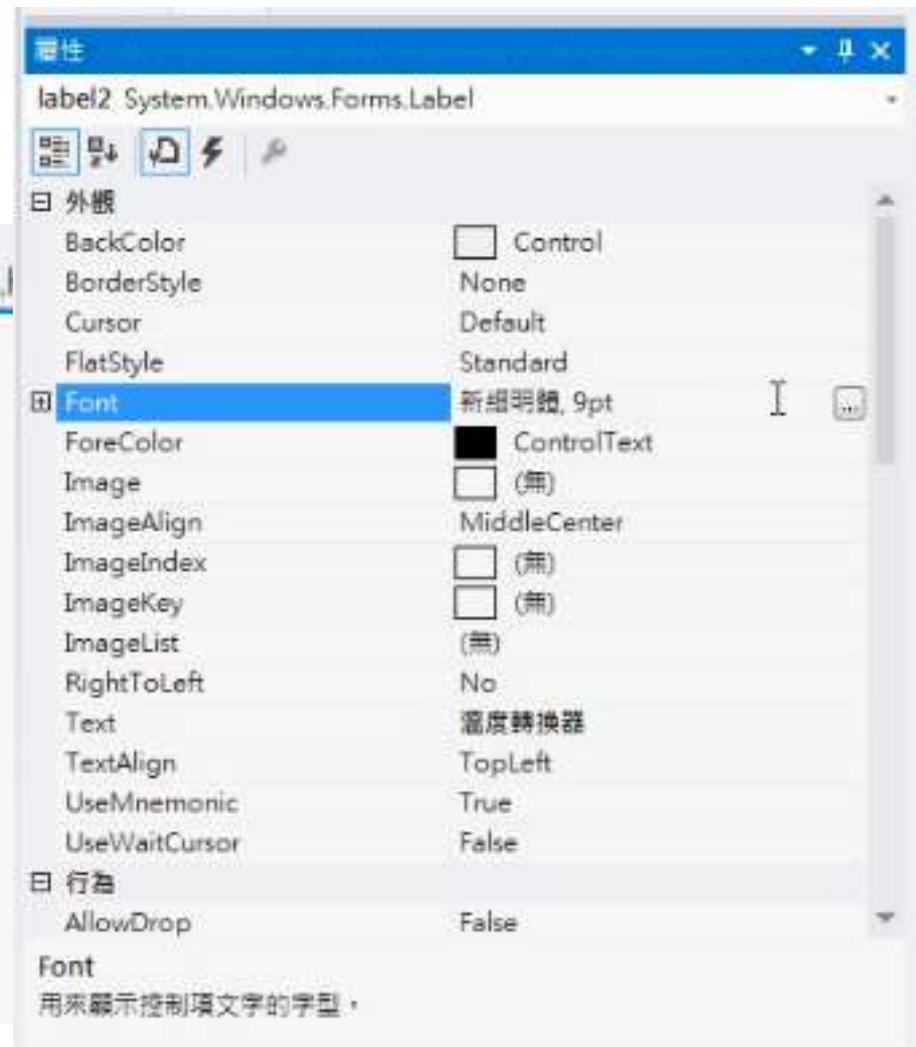 屬性
label2 System.Windows.Forms.Label
外觀
BackColor Control
BorderStyle None
Cursor Default
FlatStyle Standard
Font 新細明體, 9pt
ForeColor ControlText
Image (無)
ImageAlign MiddleCenter
ImageIndex (無)
ImageKey (無)
ImageList (無)
RightToLeft No
Text 溫度轉換器
TextAlign TopLeft
UseMnemonic True
UseWaitCursor False
行為
AllowDrop False
Font
用來顯示控制項文字的字型。